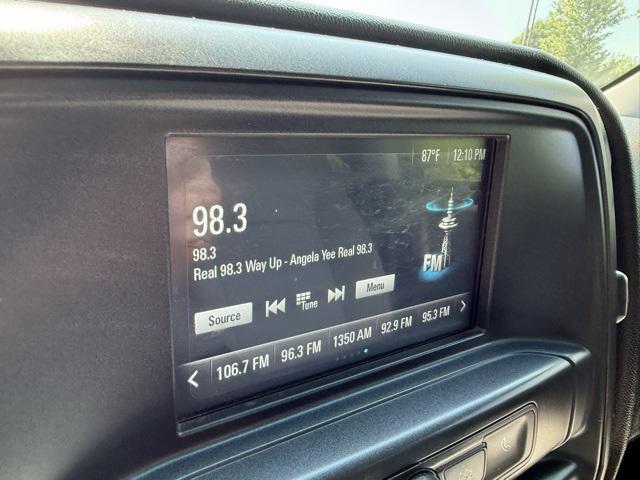 87°F 12:10 PM
98.3
98.3
Real 98.3 Way Up - Angela Yee Real 98.3
FM
Source Tune Menu
106.7 FM 96.3 FM 1350 AM 92.9 FM 95.3 FM